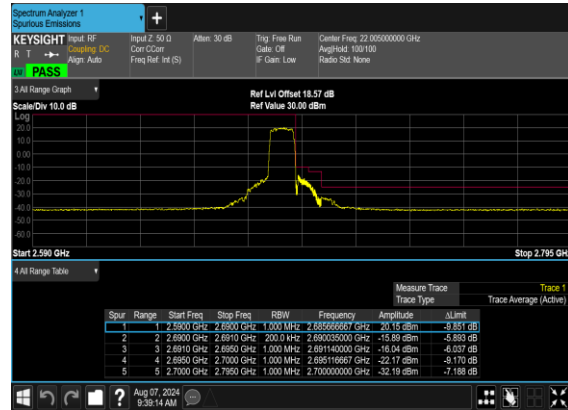 Spectrum Analyzer 1
Spurious Emissions
+
KEYSIGHT Input: RF Input Z: 50 Ω Atten: 30 dB Trig: Free Run Center Freq: 22.005000000 GHz
R T Coupling: DC Corr CCorr Gate: Off Avg|Hold: 100/100
Align: Auto Freq Ref: Int (S) IF Gain: Low Radio Std: None
LW PASS
3 All Range Graph
Ref Lvl Offset 18.57 dB
Scale/Div 10.0 dB Ref Value 30.00 dBm
Log
20.0
10.0
0.00
-10.0
-20.0
-30.0
-40.0
-50.0
-60.0
Start 2.590 GHz Stop 2.795 GHz
4 All Range Table
Measure Trace Trace 1
Trace Type Trace Average (Active)
Spur Range Start Freq Stop Freq RBW Frequency Amplitude ΔLimit
1 1 2.5900 GHz 2.6900 GHz 1.000 MHz 2.685666667 GHz 20.15 dBm -9.851 dB
2 2 2.6900 GHz 2.6910 GHz 200.0 kHz 2.690035000 GHz -15.89 dBm -5.893 dB
3 3 2.6910 GHz 2.6950 GHz 1.000 MHz 2.691140000 GHz -16.04 dBm -6.037 dB
4 4 2.6950 GHz 2.7000 GHz 1.000 MHz 2.695116667 GHz -22.17 dBm -9.170 dB
5 5 2.7000 GHz 2.7950 GHz 1.000 MHz 2.700000000 GHz -32.19 dBm -7.188 dB
? Aug 07, 2024
9:39:14 AM